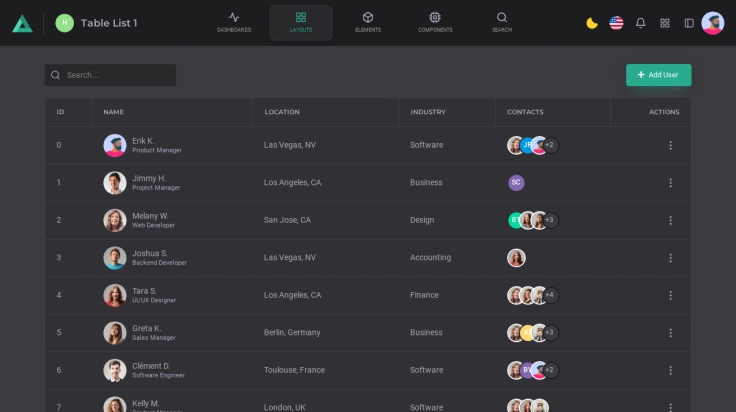 H
Table List 1
DASHBOARDS
LAYOUTS
ELEMENTS
COMPONENTS
SEARCH
Search...
Add User
ID NAME LOCATION INDUSTRY CONTACTS ACTIONS
0 Erik K. Las Vegas, NV Software +2
Product Manager
1 Jimmy H. Los Angeles, CA Business SC
Project Manager
2 Melany W. San Jose, CA Design +3
Web Developer
3 Joshua S. Las Vegas, NV Accounting
Backend Developer
4 Tara S. Los Angeles, CA Finance +4
UI/UX Designer
5 Greta K. Berlin, Germany Business +3
Sales Manager
6 Clément D. Toulouse, France Software +2
Software Engineer
7 Kelly M. London, UK Software